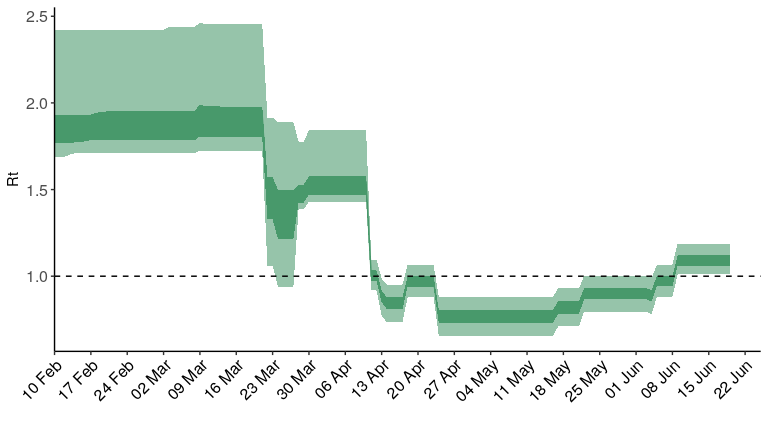 2.5
2.0
1.5
1.0
Rt
10 Feb
17 Feb
24 Feb
02 Mar
09 Mar
16 Mar
23 Mar
30 Mar
06 Apr
13 Apr
20 Apr
27 Apr
04 May
11 May
18 May
25 May
01 Jun
08 Jun
15 Jun
22 Jun